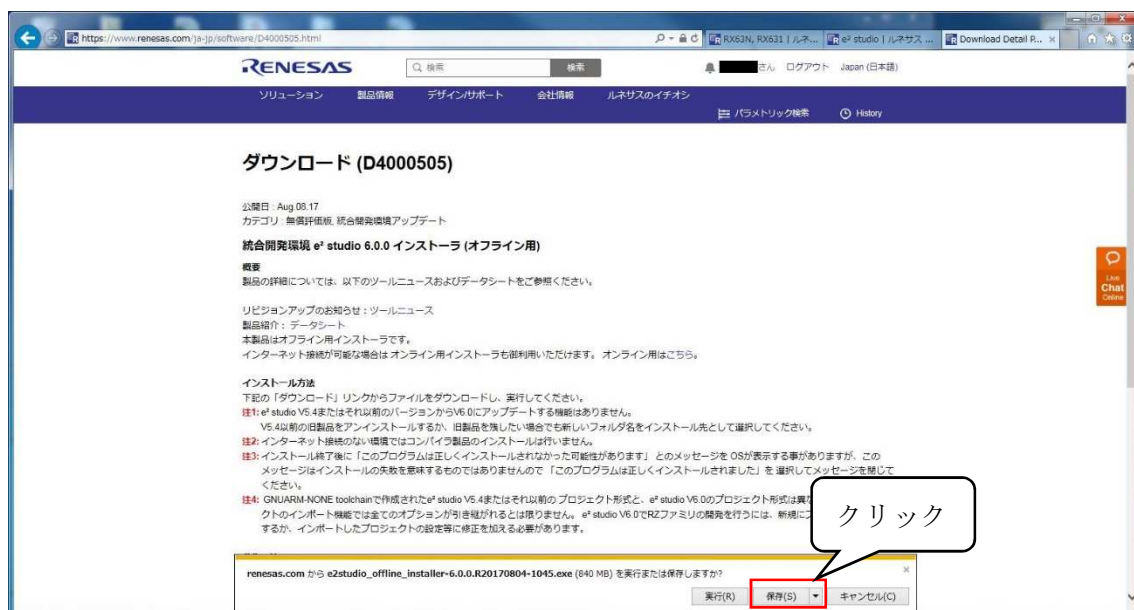 https://www.renesas.com/ja-jp/software/D4000505.html
RX63N, RX631 | ルネ...
e² studio | ルネサス ...
Download Detail P...
RENESAS
検索
検索
さん ログアウト Japan (日本語)
ソリューション 製品情報 デザイン/サポート 会社情報 ルネサスのイチオシ
パラメトリック検索 History
ダウンロード (D4000505)
公開日 : Aug.08.17
カテゴリ : 無償評価版, 統合開発環境アップデート
統合開発環境 e² studio 6.0.0 インストーラ (オフライン用)
概要
製品の詳細については、以下のツールニュースおよびデータシートをご参照ください。
リビジョンアップのお知らせ : ツールニュース
製品紹介 : データシート
本製品はオフライン用インストーラです。
インターネット接続が可能な場合は オンライン用インストーラも御利用いただけます。 オンライン用はこちら。
Live
Chat
Online
インストール方法
下記の「ダウンロード」リンクからファイルをダウンロードし、実行してください。
注1: e² studio V5.4またはそれ以前のバージョンからV6.0にアップデートする機能はありません。
V5.4以前の旧製品をアンインストールするか、旧製品を残したい場合でも新しいフォルダ名をインストール先として選択してください。
注2: インターネット接続のない環境ではコンパイラ製品のインストールは行いません。
注3: インストール終了後に「このプログラムは正しくインストールされなかった可能性があります」とのメッセージを OSが表示する事がありますが、この
メッセージはインストールの失敗を意味するものではありませんので 「このプログラムは正しくインストールされました」を 選択してメッセージを閉じて
ください。
注4: GNUARM-NONE toolchainで作成されたe² studio V5.4またはそれ以前の プロジェクト形式と、e² studio V6.0のプロジェクト形式は異な
クトのインポート機能では全てのオプションが引き継がれるとは限りません。 e² studio V6.0でRZファミリの開発を行うには、新規にプ
するか、インポートしたプロジェクトの設定等に修正を加える必要があります。
クリック
renesas.com から e2studio_offline_installer-6.0.0.R20170804-1045.exe (840 MB) を実行または保存しますか?
実行(R) 保存(S) キャンセル(C)